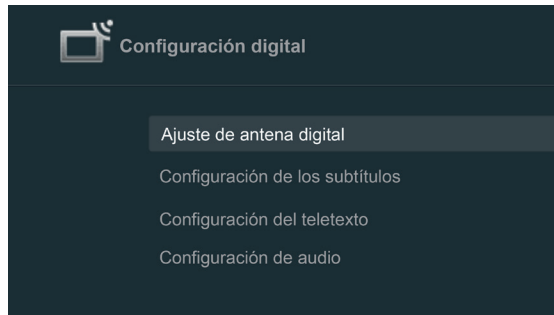 Configuración digital
Ajuste de antena digital
Configuración de los subtítulos
Configuración del teletexto
Configuración de audio